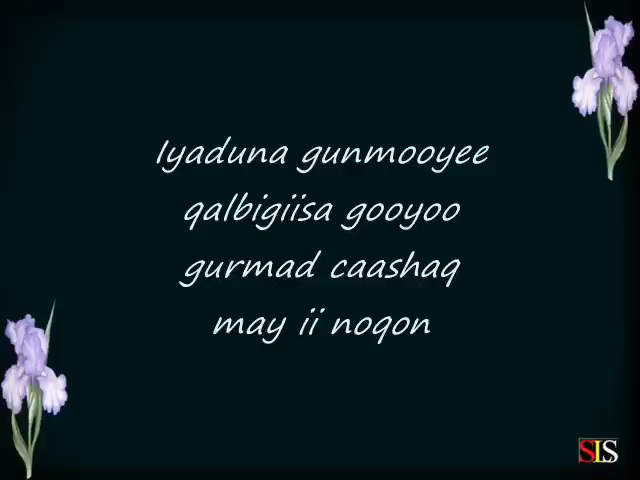 Iyaduna gunmooyee
qalbigiisa gooyoo
gurmad caashaq
may ii noqon
SLS